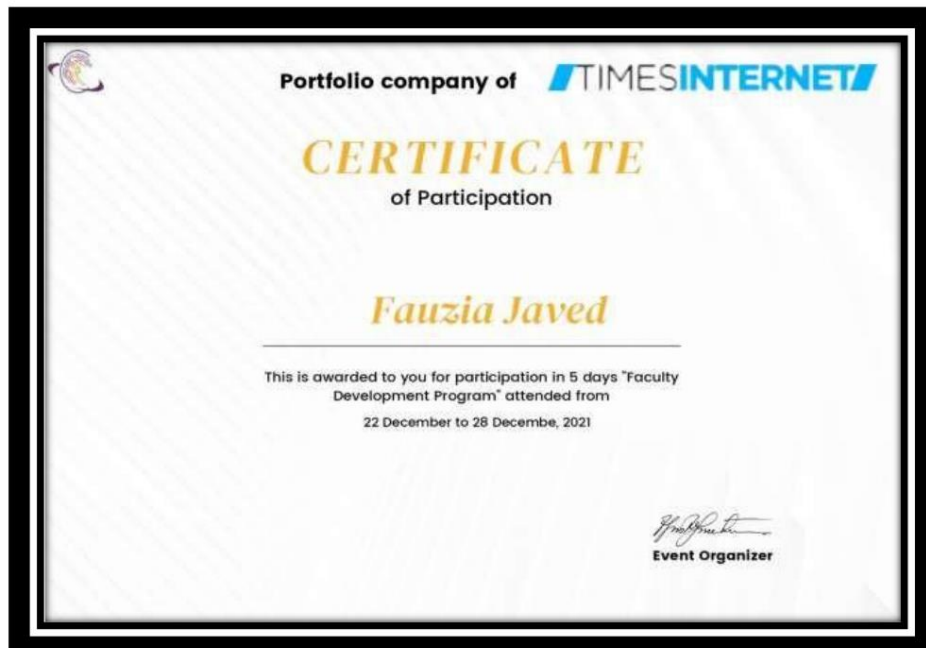 Portfolio company of TIMESINTERNET
CERTIFICATE
of Participation
Fauzia Javed
This is awarded to you for participation in 5 days "Faculty
Development Program" attended from
22 December to 28 Decembe, 2021
Event Organizer